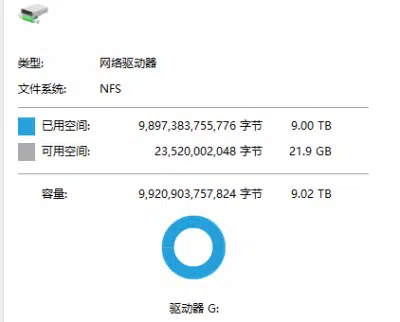 类型: 网络驱动器
文件系统: NFS
已用空间: 9,897,383,755,776 字节 9.00 TB
可用空间: 23,520,002,048 字节 21.9 GB
容量: 9,920,903,757,824 字节 9.02 TB
驱动器 G: